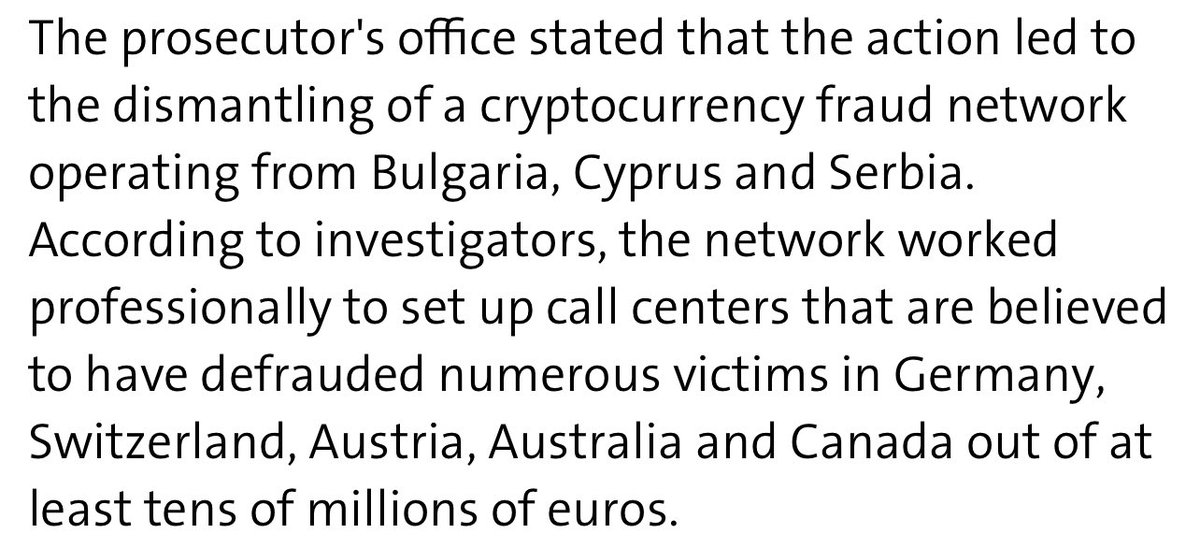 The prosecutor's office stated that the action led to
the dismantling of a cryptocurrency fraud network
operating from Bulgaria, Cyprus and Serbia.
According to investigators, the network worked
professionally to set up call centers that are believed
to have defrauded numerous victims in Germany,
Switzerland, Austria, Australia and Canada out of at
least tens of millions of euros.